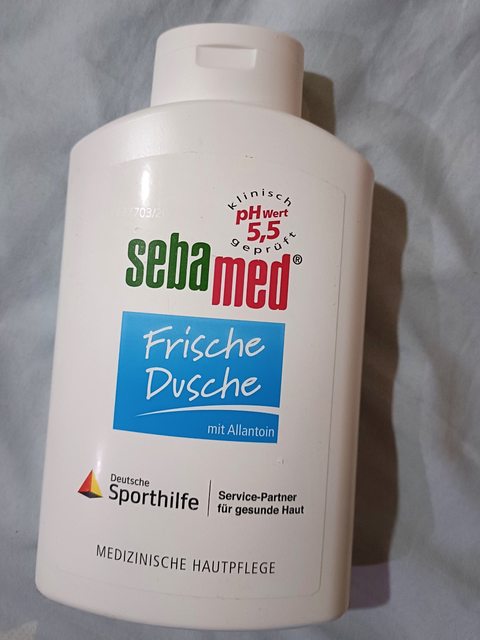 klinisch
pH Wert
5,5
geprüft
sebamed®
Frische
Dusche
mit Allantoin
Deutsche
Sporthilfe
Service-Partner
für gesunde Haut
MEDIZINISCHE HAUTPFLEGE